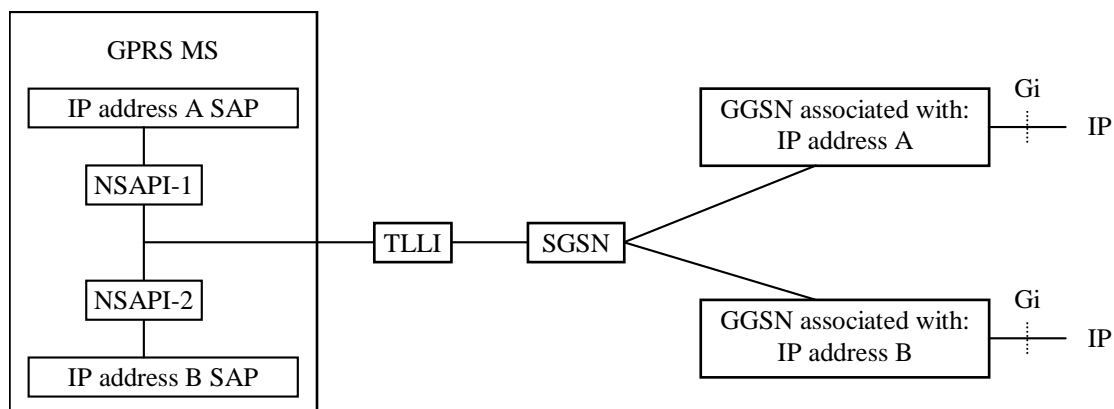 GPRS MS
IP address A SAP
NSAPI-1
NSAPI-2
IP address B SAP
TLLI
SGSN
GGSN associated with:
IP address A
Gi
IP
GGSN associated with:
IP address B
Gi
IP